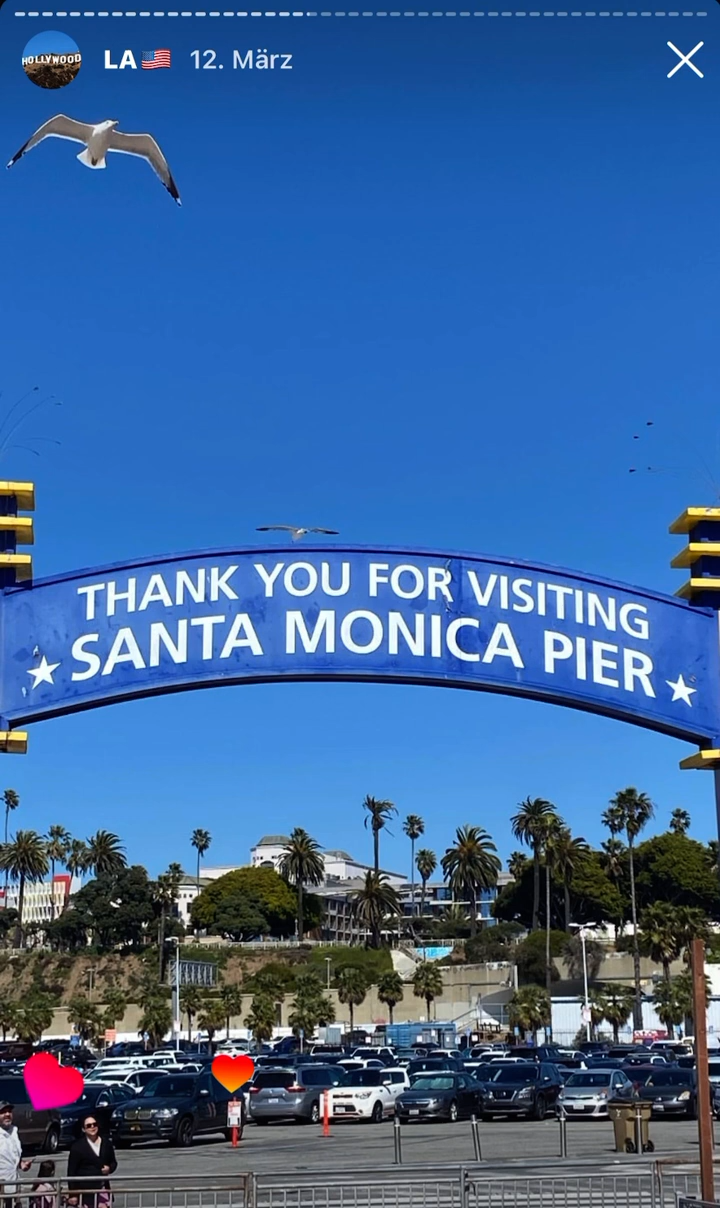 HOLLYWOOD
LA🇺🇸 12. März
THANK YOU FOR VISITING
SANTA MONICA PIER